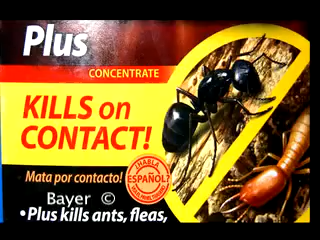 Plus
CONCENTRATE
KILLS on
CONTACT!
Mata por contacto!
¿HABLA
ESPAÑOL?
Bayer ©
•Plus kills ants, fleas,